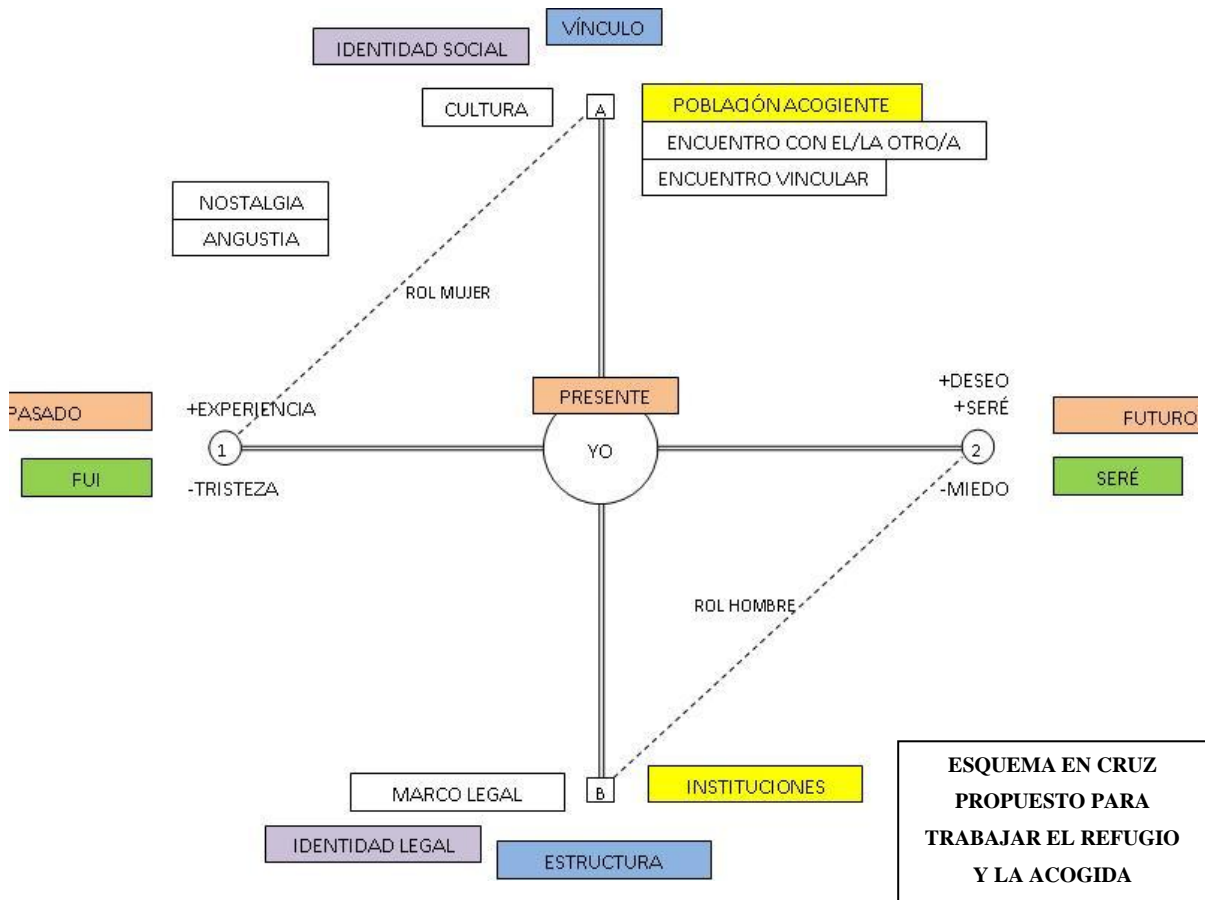 VÍNCULO
IDENTIDAD SOCIAL
CULTURA
A
POBLACIÓN ACOGIENTE
ENCUENTRO CON EL/LA OTRO/A
ENCUENTRO VINCULAR
NOSTALGIA
ANGUSTIA
ROL MUJER
PASADO
+EXPERIENCIA
1
FUI
-TRISTEZA
PRESENTE
YO
+DESEO
+SERÉ
2
-MIEDO
FUTURO
SERÉ
ROL HOMBRE
MARCO LEGAL
B
INSTITUCIONES
IDENTIDAD LEGAL
ESTRUCTURA
ESQUEMA EN CRUZ
PROPUESTO PARA
TRABAJAR EL REFUGIO
Y LA ACOGIDA